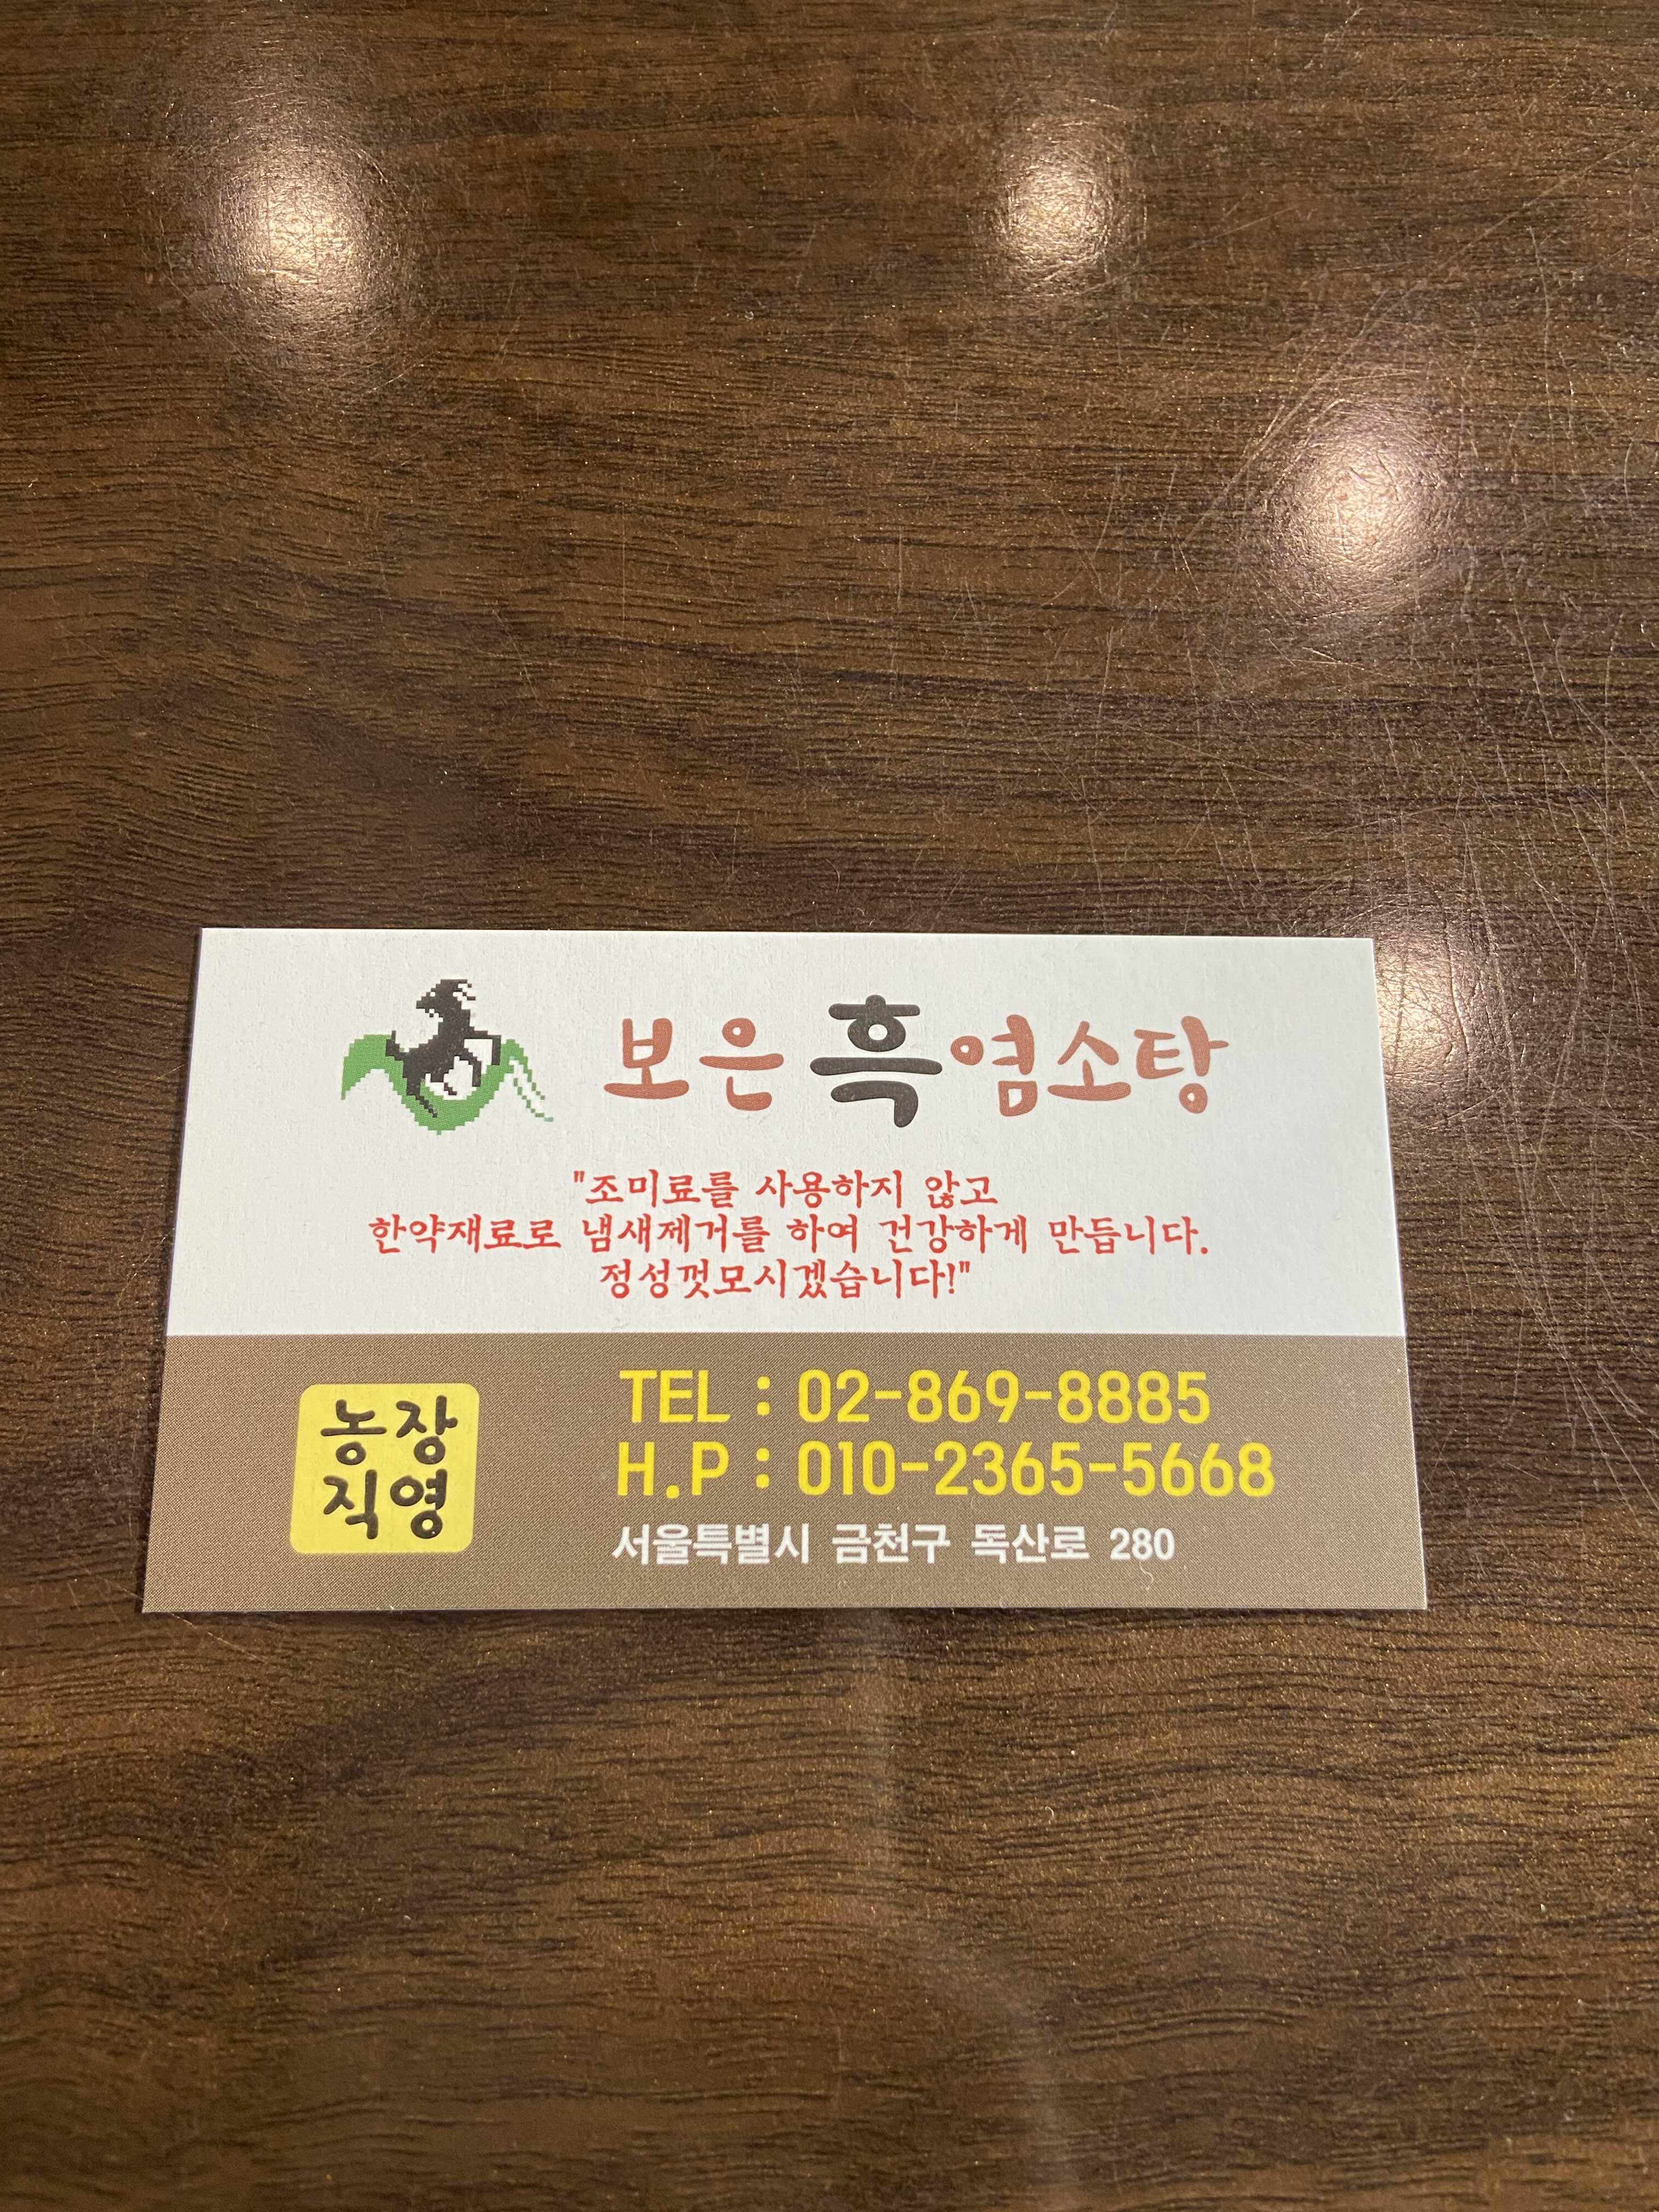 보은흑염소탕
"조미료를 사용하지 않고
한약재료로 냄새제거를 하여 건강하게 만듭니다.
정성껏모시겠습니다!"
농장
직영
TEL : 02-869-8885
H.P : 010-2365-5668
서울특별시 금천구 독산로 280